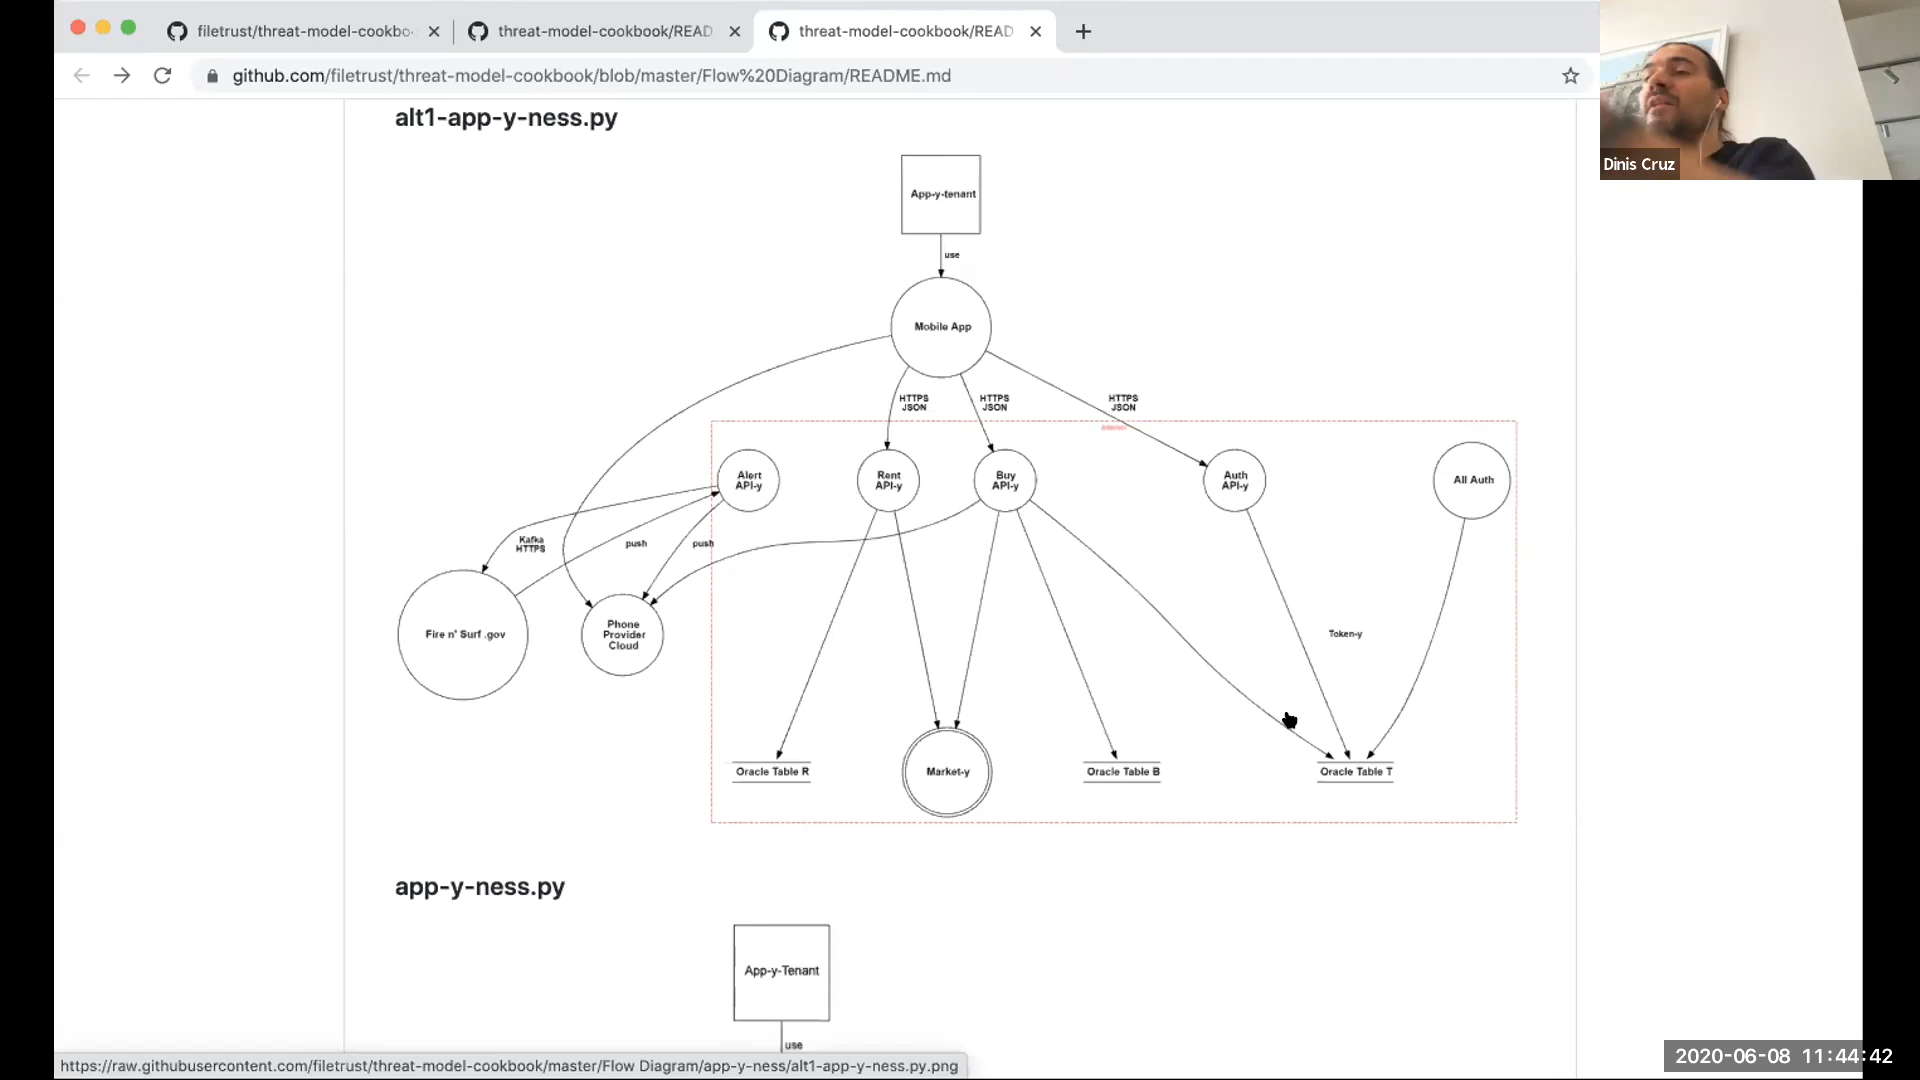 filetrust/threat-model-cookbo
threat-model-cookbook/READ
threat-model-cookbook/READ
github.com/filetrust/threat-model-cookbook/blob/master/Flow%20Diagram/README.md
Dinis Cruz
alt1-app-y-ness.py
App-y-tenant
use
Mobile App
HTTPS
JSON
HTTPS
JSON
HTTPS
JSON
Alert
API-y
Rent
API-y
Buy
API-y
Auth
API-y
All Auth
Kafka
HTTPS
push
push
Fire n' Surf .gov
Phone
Provider
Cloud
Token-y
Oracle Table R
Market-y
Oracle Table B
Oracle Table T
app-y-ness.py
App-y-Tenant
use
https://raw.githubusercontent.com/filetrust/threat-model-cookbook/master/Flow Diagram/app-y-ness/alt1-app-y-ness.py.png
2020-06-08 11:44:42